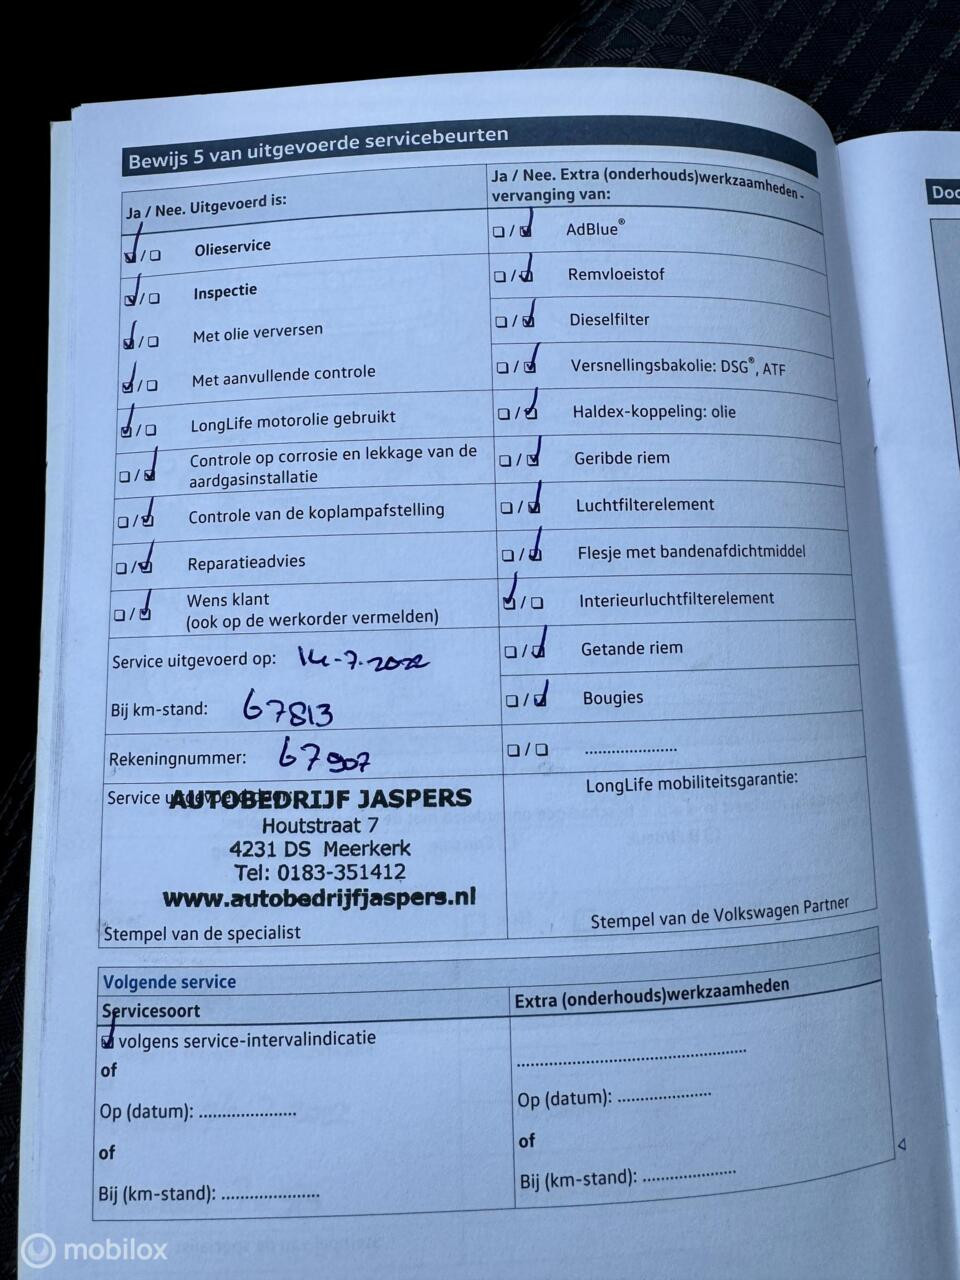 Bewijs 5 van uitgevoerde servicebeurten
Ja / Nee. Uitgevoerd is:
Olieservice
Inspectie
Met olie verversen
Met aanvullende controle
LongLife motorolie gebruikt
Controle op corrosie en lekkage van de
aardgasinstallatie
Controle van de koplampafstelling
Reparatieadvies
Wens klant
(ook op de werkorder vermelden)
Service uitgevoerd op: 14-7-2022
Bij km-stand: 67813
Rekeningnummer: 67907
Service
AUTOBEDRIJF JASPERS
Houtstraat 7
4231 DS Meerkerk
Tel: 0183-351412
www.autobedrijfjaspers.nl
Stempel van de specialist
Ja / Nee. Extra (onderhouds)werkzaamheden -
vervanging van:
AdBlue®
Remvloeistof
Dieselfilter
Versnellingsbakolie: DSG®, ATF
Haldex-koppeling: olie
Geribde riem
Luchtfilterelement
Flesje met bandenafdichtmiddel
Interieurluchtfilterelement
Getande riem
Bougies
LongLife mobiliteitsgarantie:
Stempel van de Volkswagen Partner
Volgende service
Servicesoort
volgens service-intervalindicatie
of
Op (datum): .....................
of
Bij (km-stand): .....................
Extra (onderhouds)werkzaamheden
Op (datum): .....................
of
Bij (km-stand): .....................
Doc
mobilox